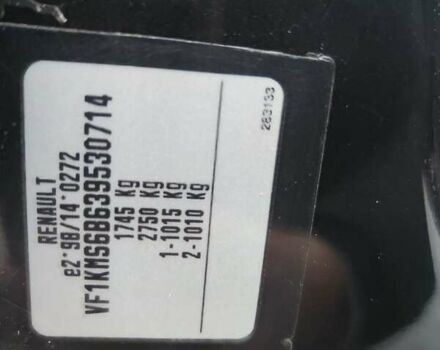 RENAULT
e2*98/14*0272
VF1KMS6B639530714
1745 Kg
2750 Kg
1-1015 Kg
2-1010 Kg
283133